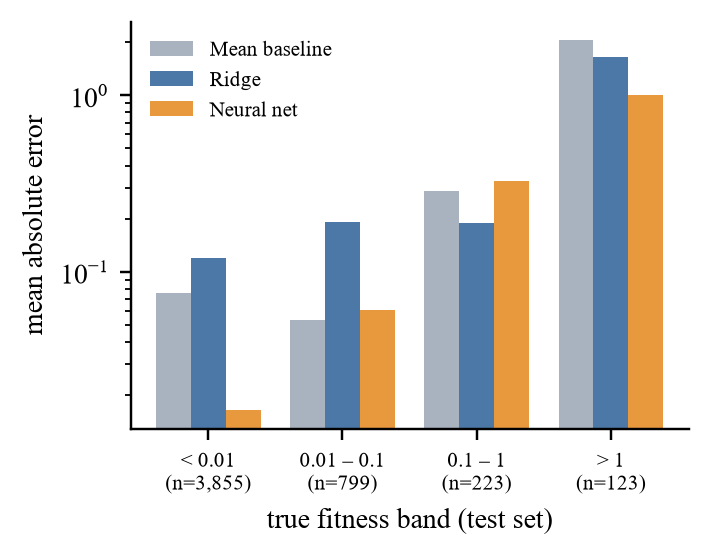 Mean baseline
Ridge
Neural net
10⁰
10⁻¹
mean absolute error
< 0.01 0.01 – 0.1 0.1 – 1 > 1
(n=3,855) (n=799) (n=223) (n=123)
true fitness band (test set)